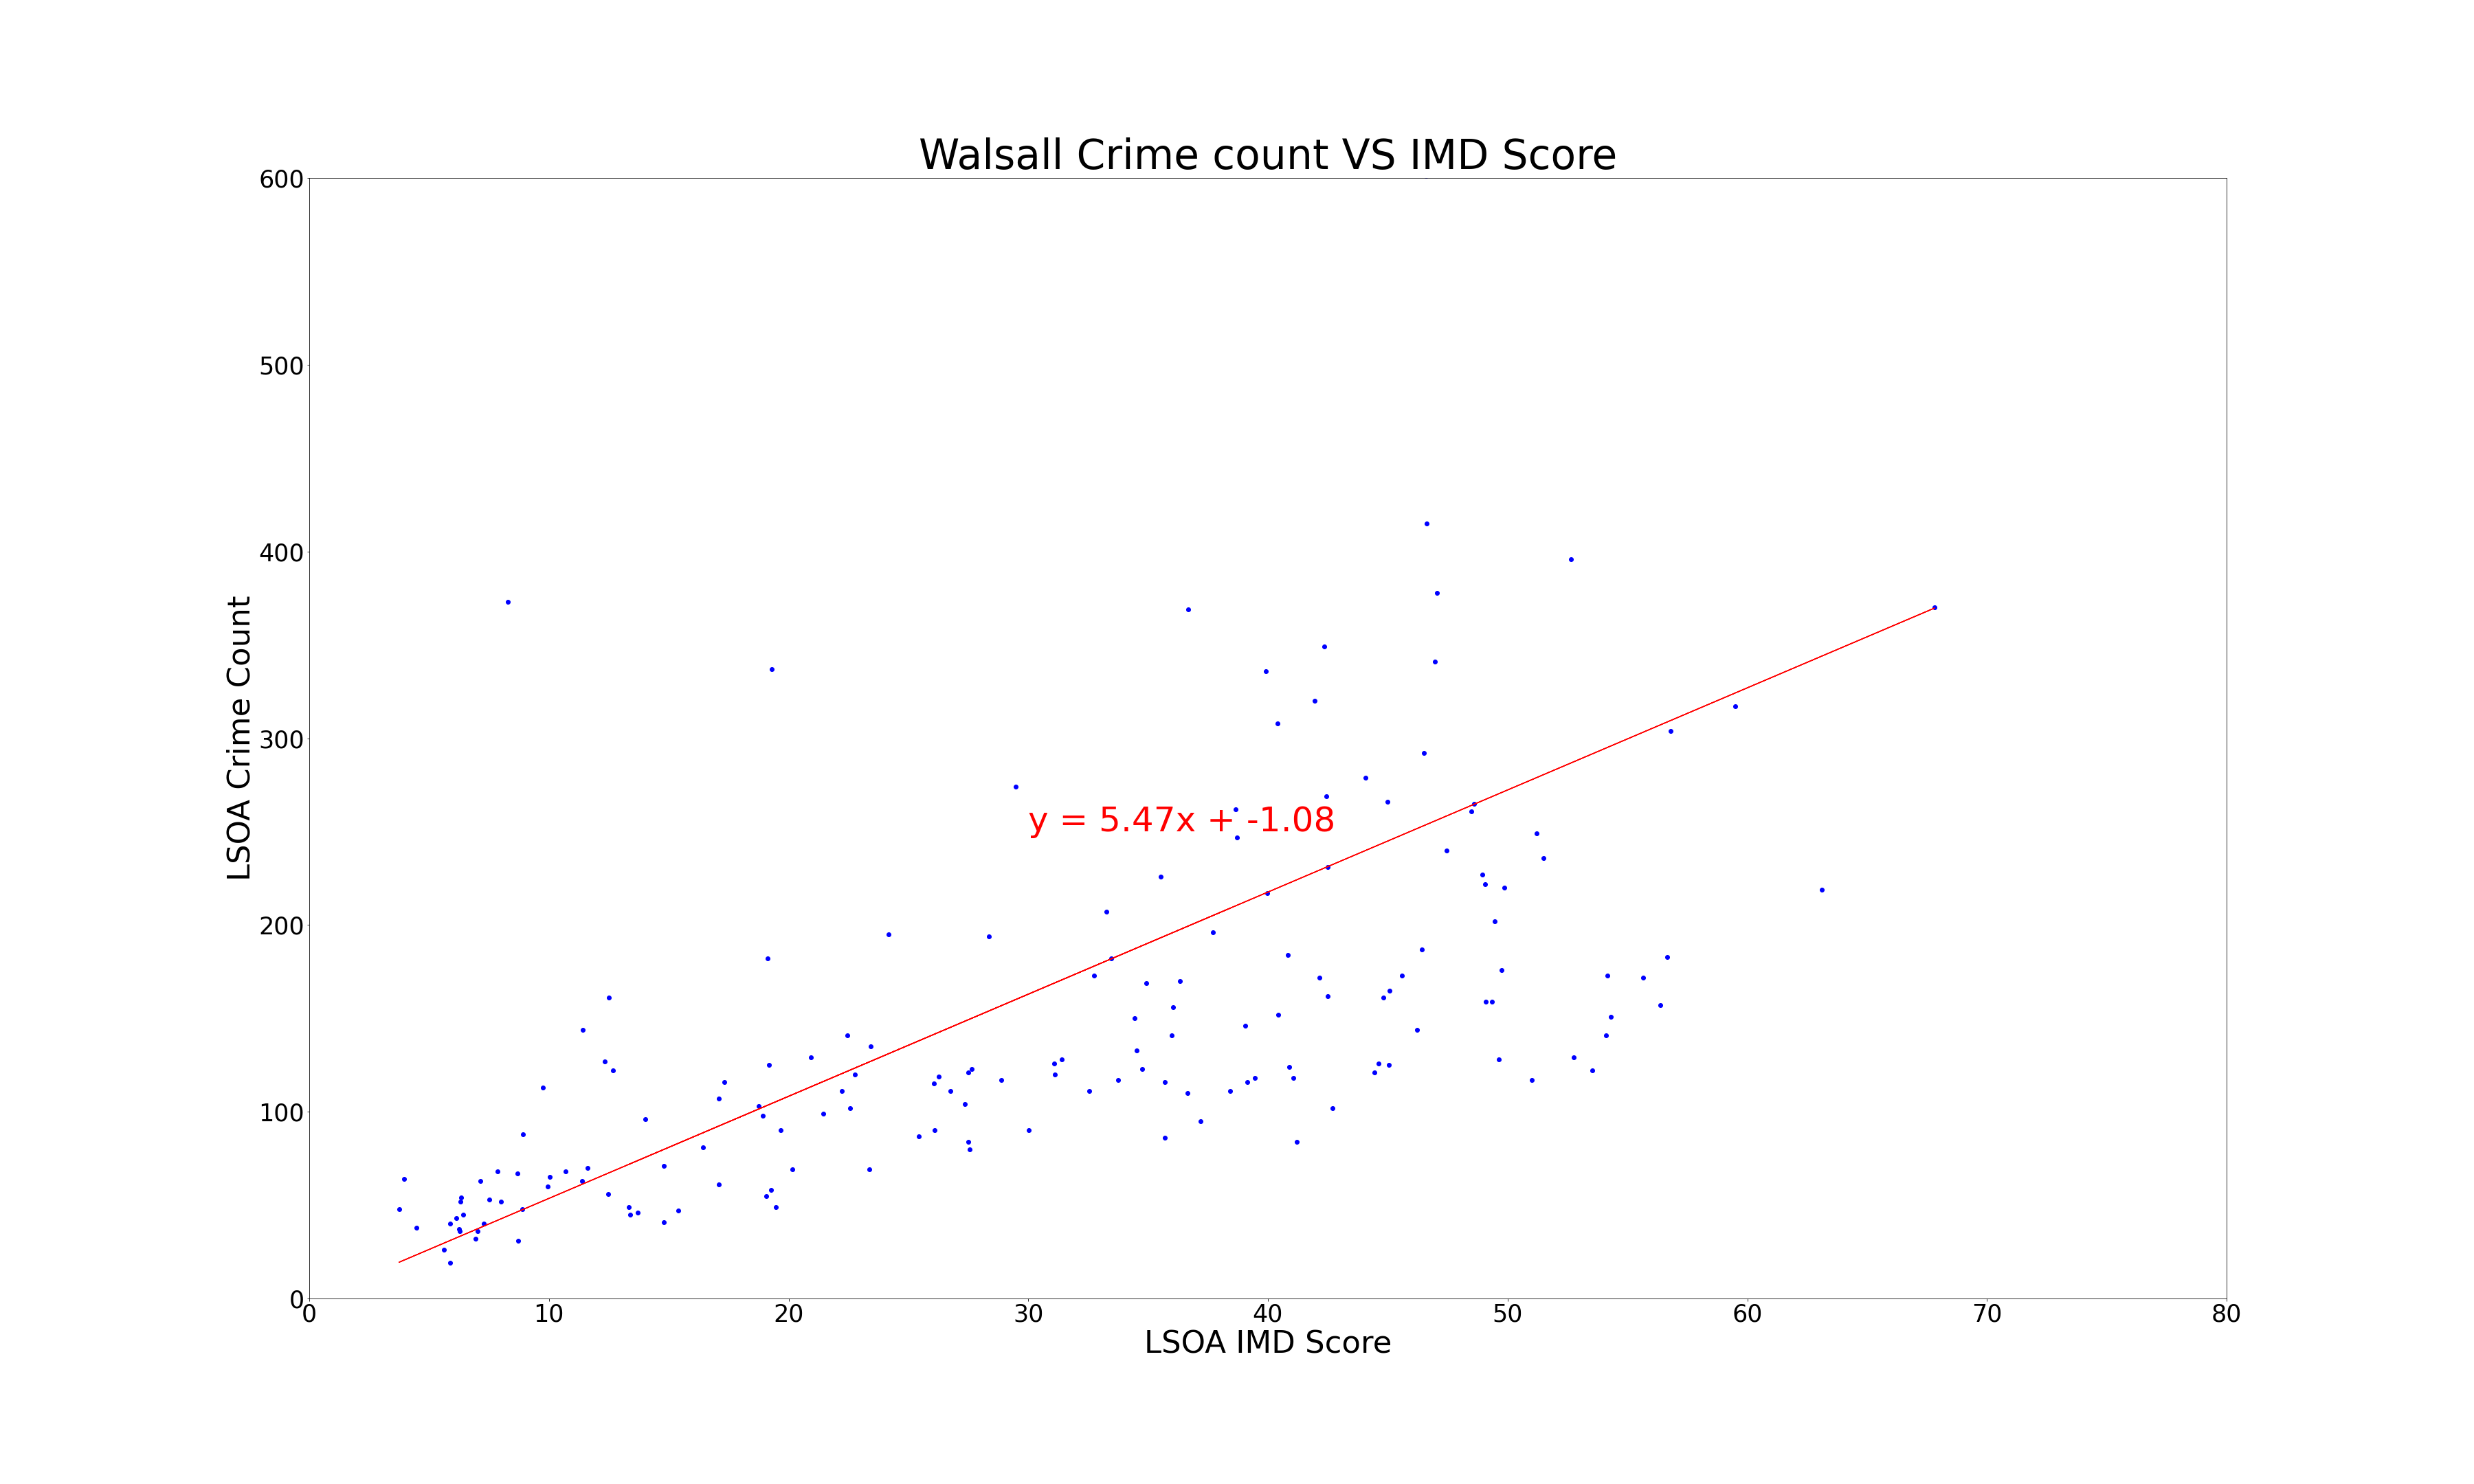 Walsall Crime count VS IMD Score
600
500
400
300
200
100
0
LSOA Crime Count
y = 5.47x + -1.08
0 10 20 30 40 50 60 70 80
LSOA IMD Score